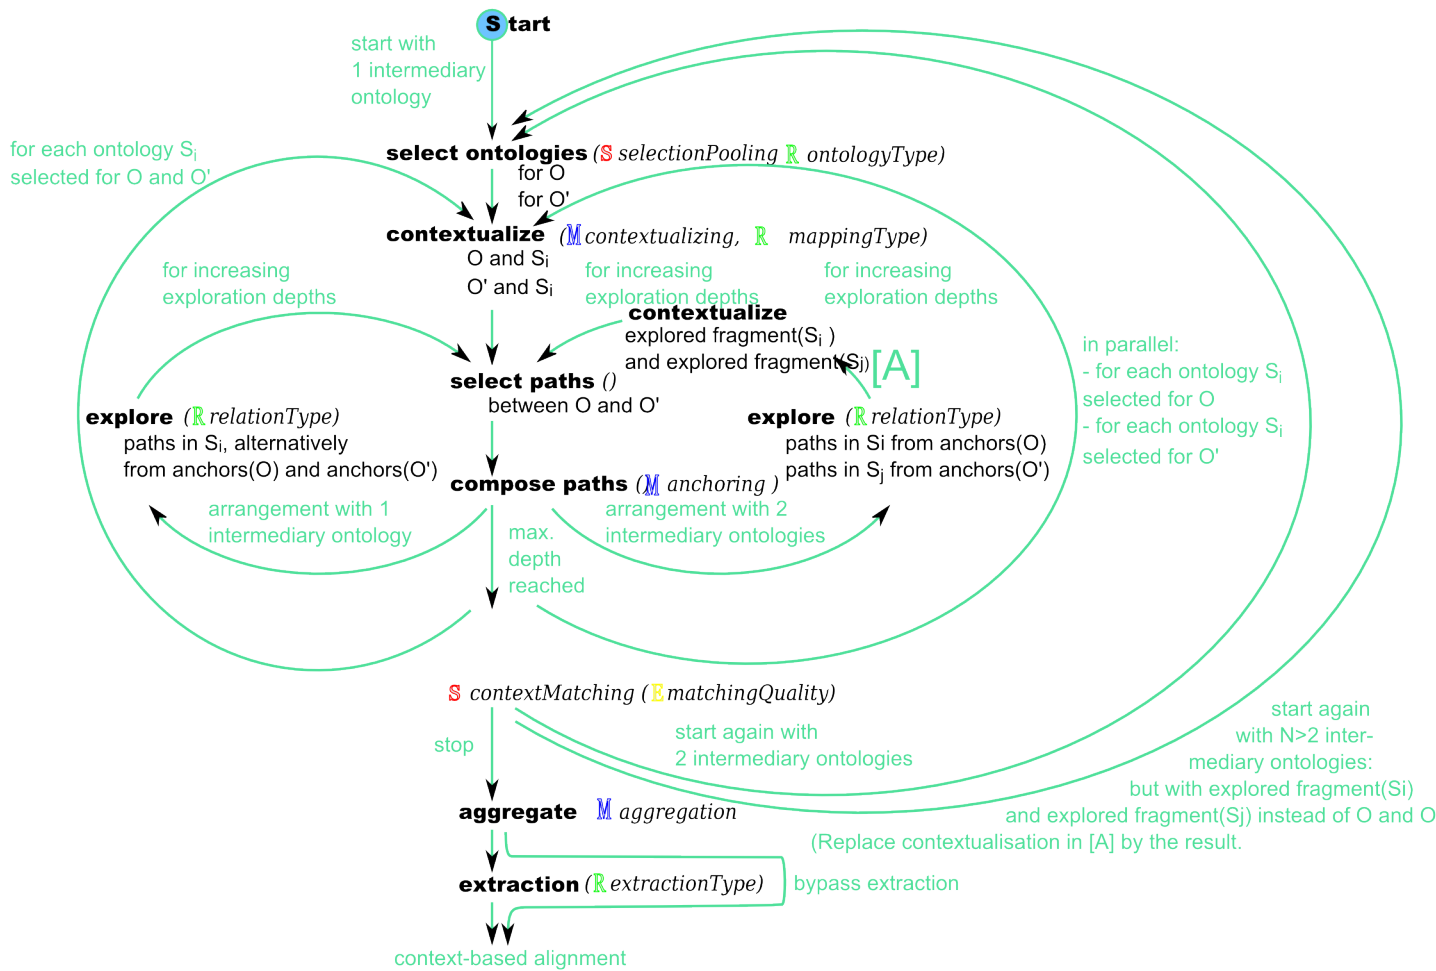 Start
start with
1 intermediary
ontology
for each ontology Si
selected for O and O'
select ontologies (S selectionPooling R ontologyType)
for O
for O'
contextualize (M contextualizing, R mappingType)
O and Si
O' and Si
for increasing
exploration depths
for increasing
exploration depths
for increasing
exploration depths
contextualize
explored fragment(Si )
and explored fragment(Sj)
[A]
in parallel:
- for each ontology Si
selected for O
- for each ontology Si
selected for O'
select paths ()
between O and O'
explore (R relationType)
paths in Si, alternatively
from anchors(O) and anchors(O')
explore (R relationType)
paths in Si from anchors(O)
paths in Sj from anchors(O')
compose paths (M anchoring )
arrangement with 1
intermediary ontology
max.
depth
reached
arrangement with 2
intermediary ontologies
S contextMatching ( E matchingQuality)
stop
start again with
2 intermediary ontologies
start again
with N>2 inter-
mediary ontologies:
but with explored fragment(Si)
and explored fragment(Sj) instead of O and O
(Replace contextualisation in [A] by the result.
aggregate M aggregation
extraction (R extractionType)
bypass extraction
context-based alignment